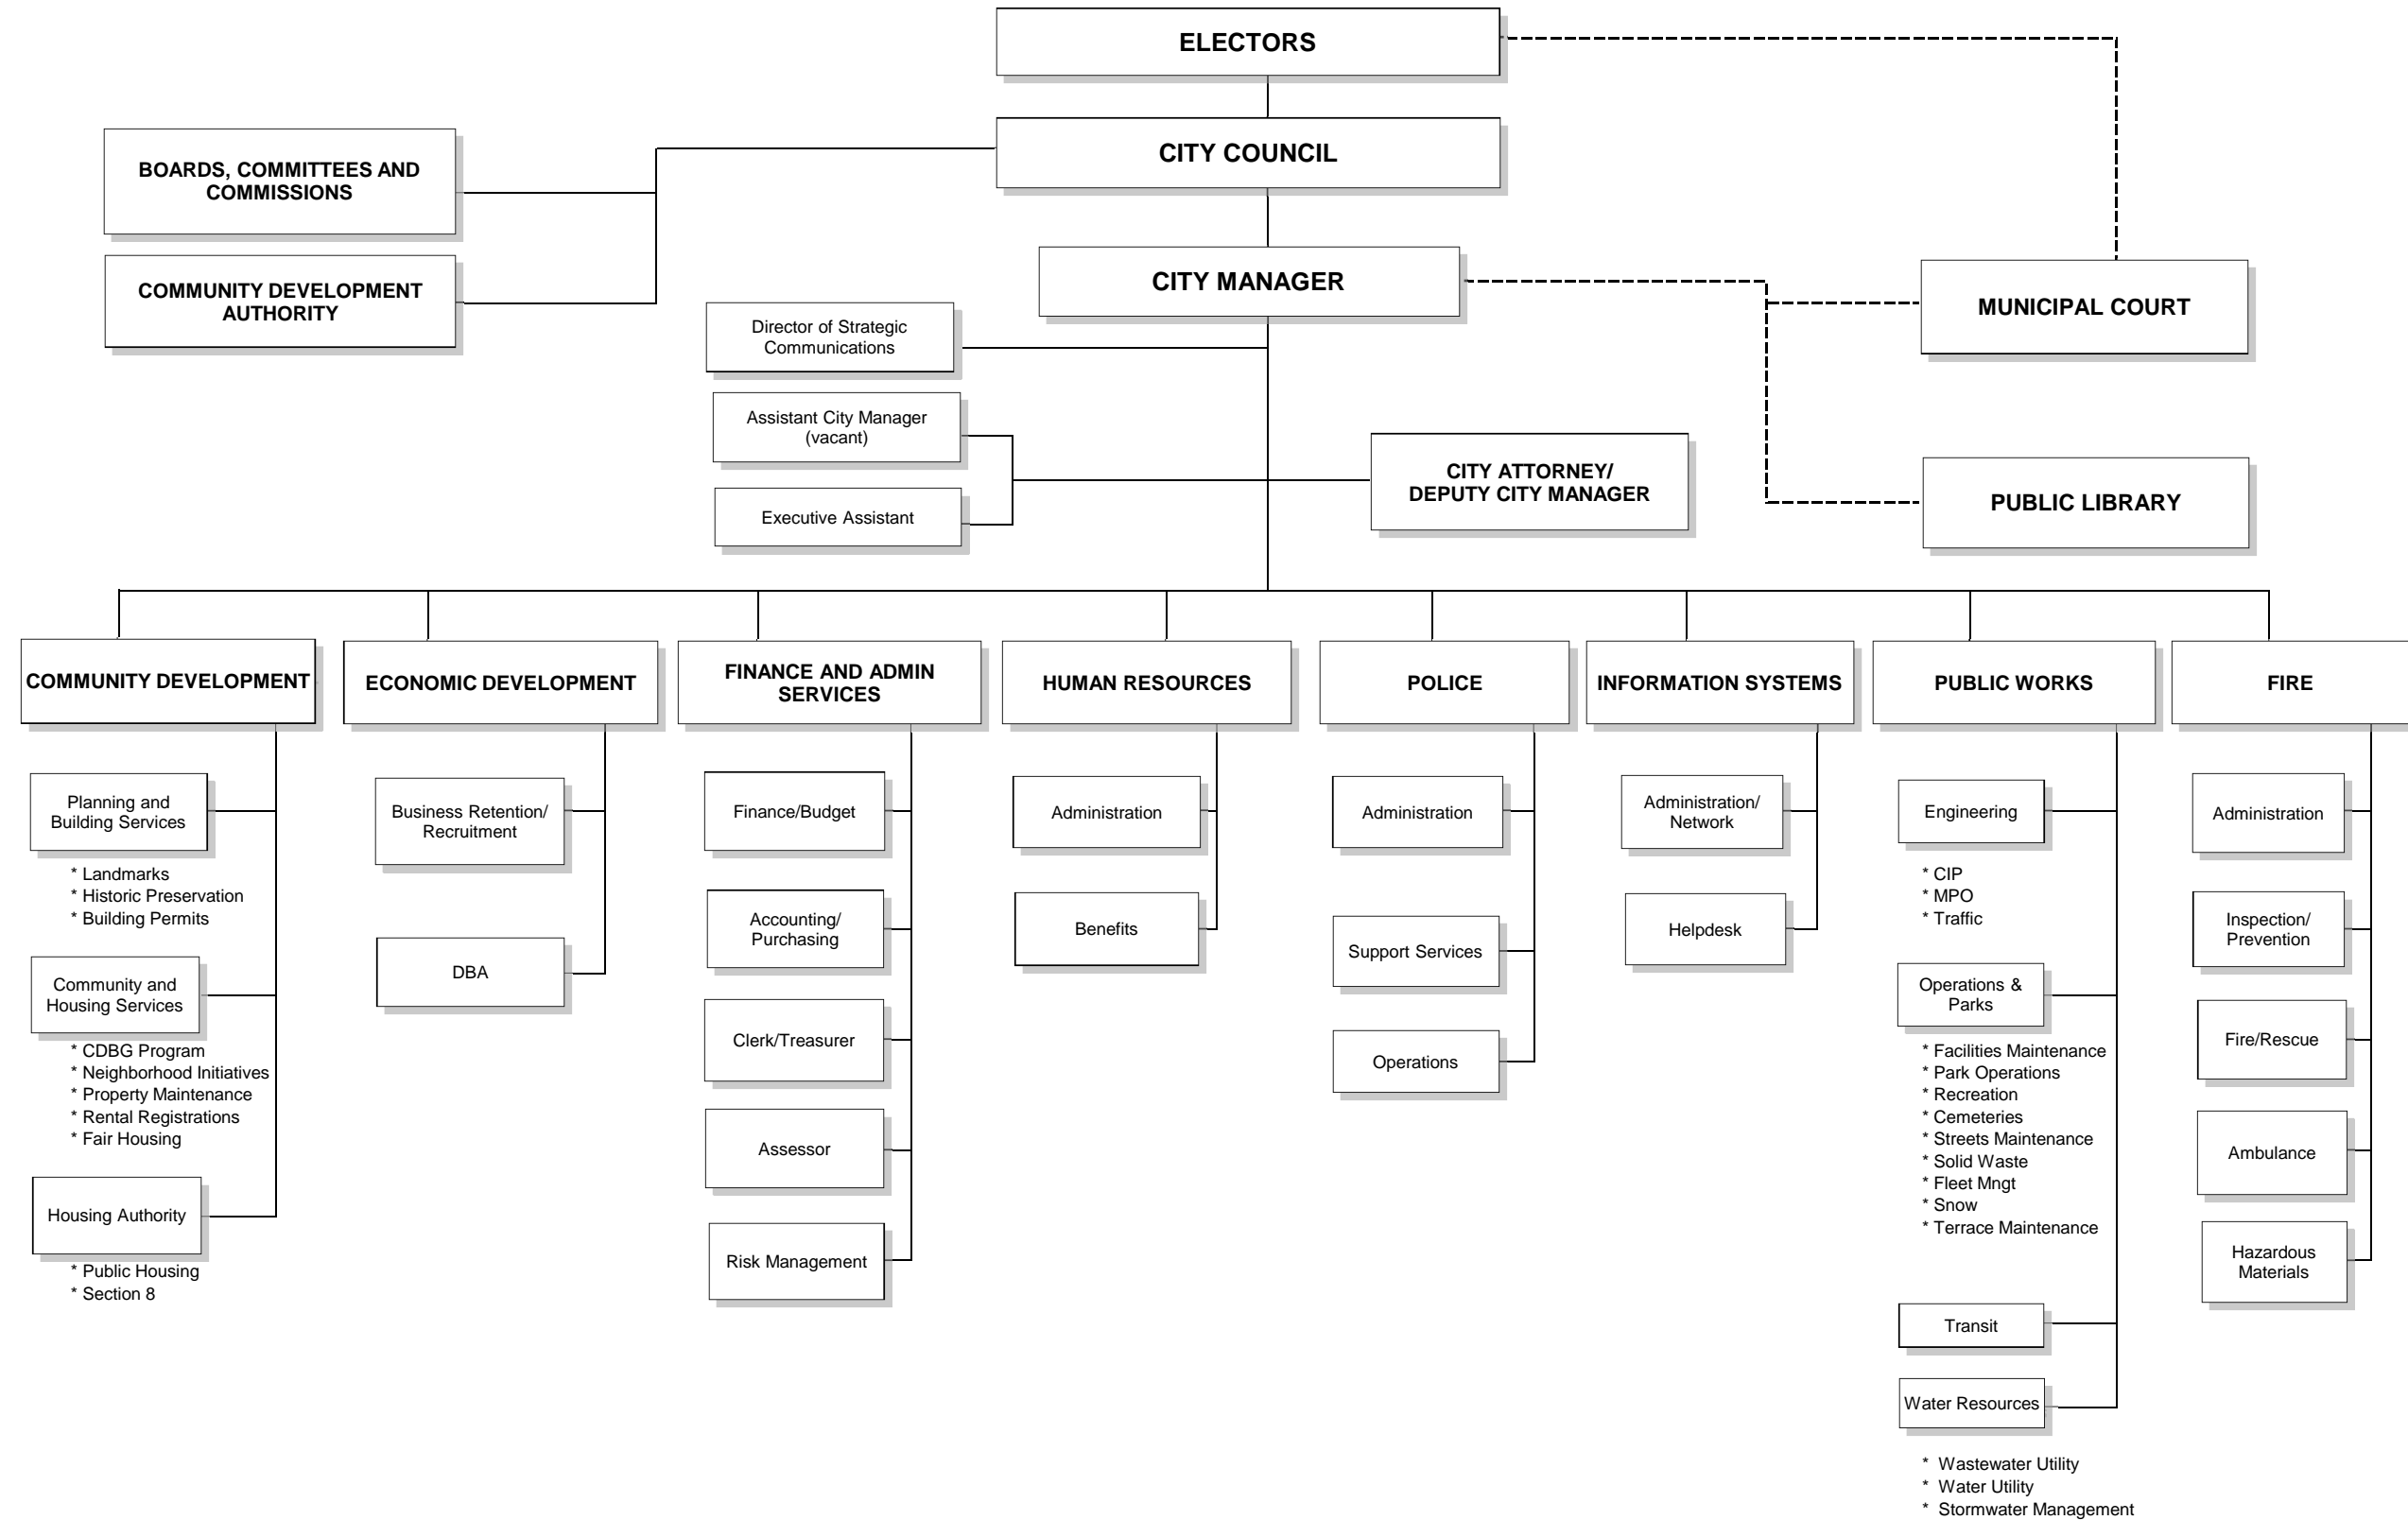 ELECTORS
CITY COUNCIL
BOARDS, COMMITTEES AND
COMMISSIONS
COMMUNITY DEVELOPMENT
AUTHORITY
CITY MANAGER
MUNICIPAL COURT
Director of Strategic
Communications
Assistant City Manager
(vacant)
Executive Assistant
CITY ATTORNEY/
DEPUTY CITY MANAGER
PUBLIC LIBRARY
COMMUNITY DEVELOPMENT
Planning and
Building Services
* Landmarks
* Historic Preservation
* Building Permits
Community and
Housing Services
* CDBG Program
* Neighborhood Initiatives
* Property Maintenance
* Rental Registrations
* Fair Housing
Housing Authority
* Public Housing
* Section 8
ECONOMIC DEVELOPMENT
Business Retention/
Recruitment
DBA
FINANCE AND ADMIN
SERVICES
Finance/Budget
Accounting/
Purchasing
Clerk/Treasurer
Assessor
Risk Management
HUMAN RESOURCES
Administration
Benefits
POLICE
Administration
Support Services
Operations
INFORMATION SYSTEMS
Administration/
Network
Helpdesk
PUBLIC WORKS
Engineering
* CIP
* MPO
* Traffic
Operations &
Parks
* Facilities Maintenance
* Park Operations
* Recreation
* Cemeteries
* Streets Maintenance
* Solid Waste
* Fleet Mngt
* Snow
* Terrace Maintenance
Transit
Water Resources
* Wastewater Utility
* Water Utility
* Stormwater Management
FIRE
Administration
Inspection/
Prevention
Fire/Rescue
Ambulance
Hazardous
Materials